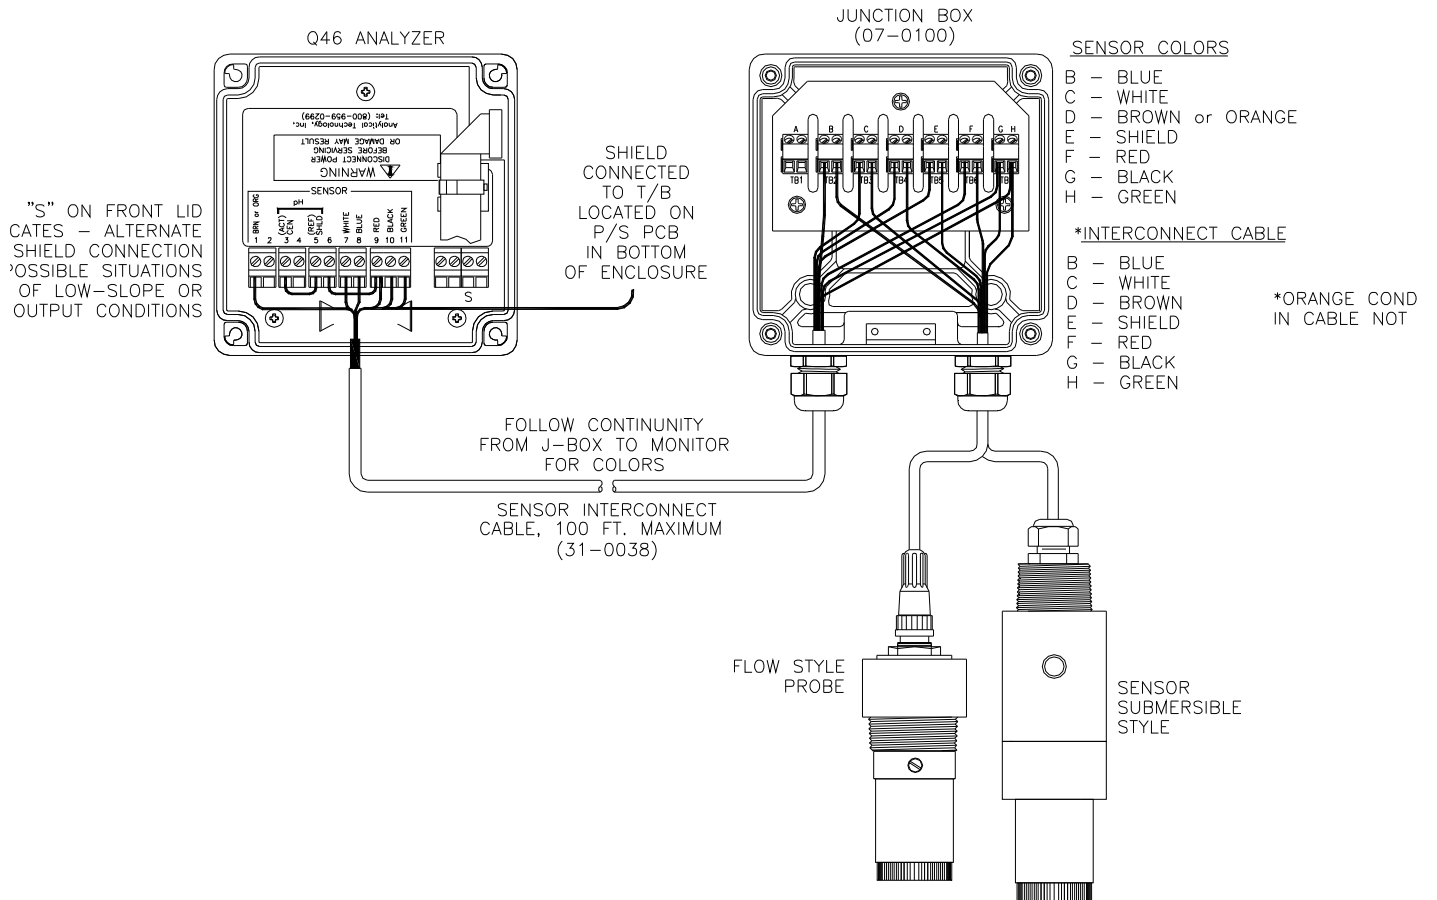 Q46 ANALYZER
Analytical Technology, Inc.
Tel: (800-959-0299)
WARNING
DISCONNECT POWER
BEFORE SERVICING
OR DAMAGE MAY RESULT
SENSOR
pH
BRN or ORG
(ACT)
CEN
(REF)
SHLD
WHITE
BLUE
RED
BLACK
GREEN
1 2 3 4 5 6 7 8 9 10 11
S
"S" ON FRONT LID
CATES – ALTERNATE
SHIELD CONNECTION
POSSIBLE SITUATIONS
OF LOW–SLOPE OR
OUTPUT CONDITIONS
SHIELD
CONNECTED
TO T/B
LOCATED ON
P/S PCB
IN BOTTOM
OF ENCLOSURE
JUNCTION BOX
(07–0100)
A B C D E F G H
TB1 TB2 TB3 TB4 TB5 TB6
SENSOR COLORS
B – BLUE
C – WHITE
D – BROWN or ORANGE
E – SHIELD
F – RED
G – BLACK
H – GREEN
*INTERCONNECT CABLE
B – BLUE
C – WHITE
D – BROWN
E – SHIELD
F – RED
G – BLACK
H – GREEN
*ORANGE COND
IN CABLE NOT
FOLLOW CONTINUNITY
FROM J–BOX TO MONITOR
FOR COLORS
SENSOR INTERCONNECT
CABLE, 100 FT. MAXIMUM
(31–0038)
FLOW STYLE
PROBE
SENSOR
SUBMERSIBLE
STYLE